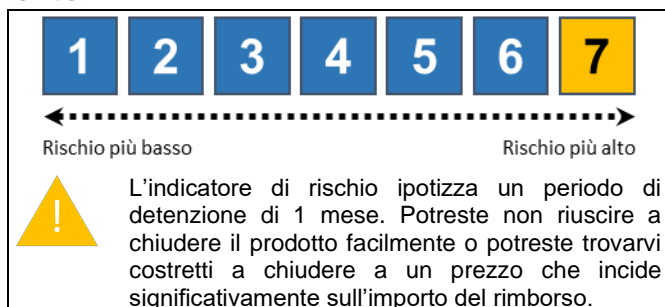 1 2 3 4 5 6 7
Rischio più basso Rischio più alto
!
L'indicatore di rischio ipotizza un periodo di
detenzione di 1 mese. Potreste non riuscire a
chiudere il prodotto facilmente o potreste trovarvi
costretti a chiudere a un prezzo che incide
significativamente sull'importo del rimborso.